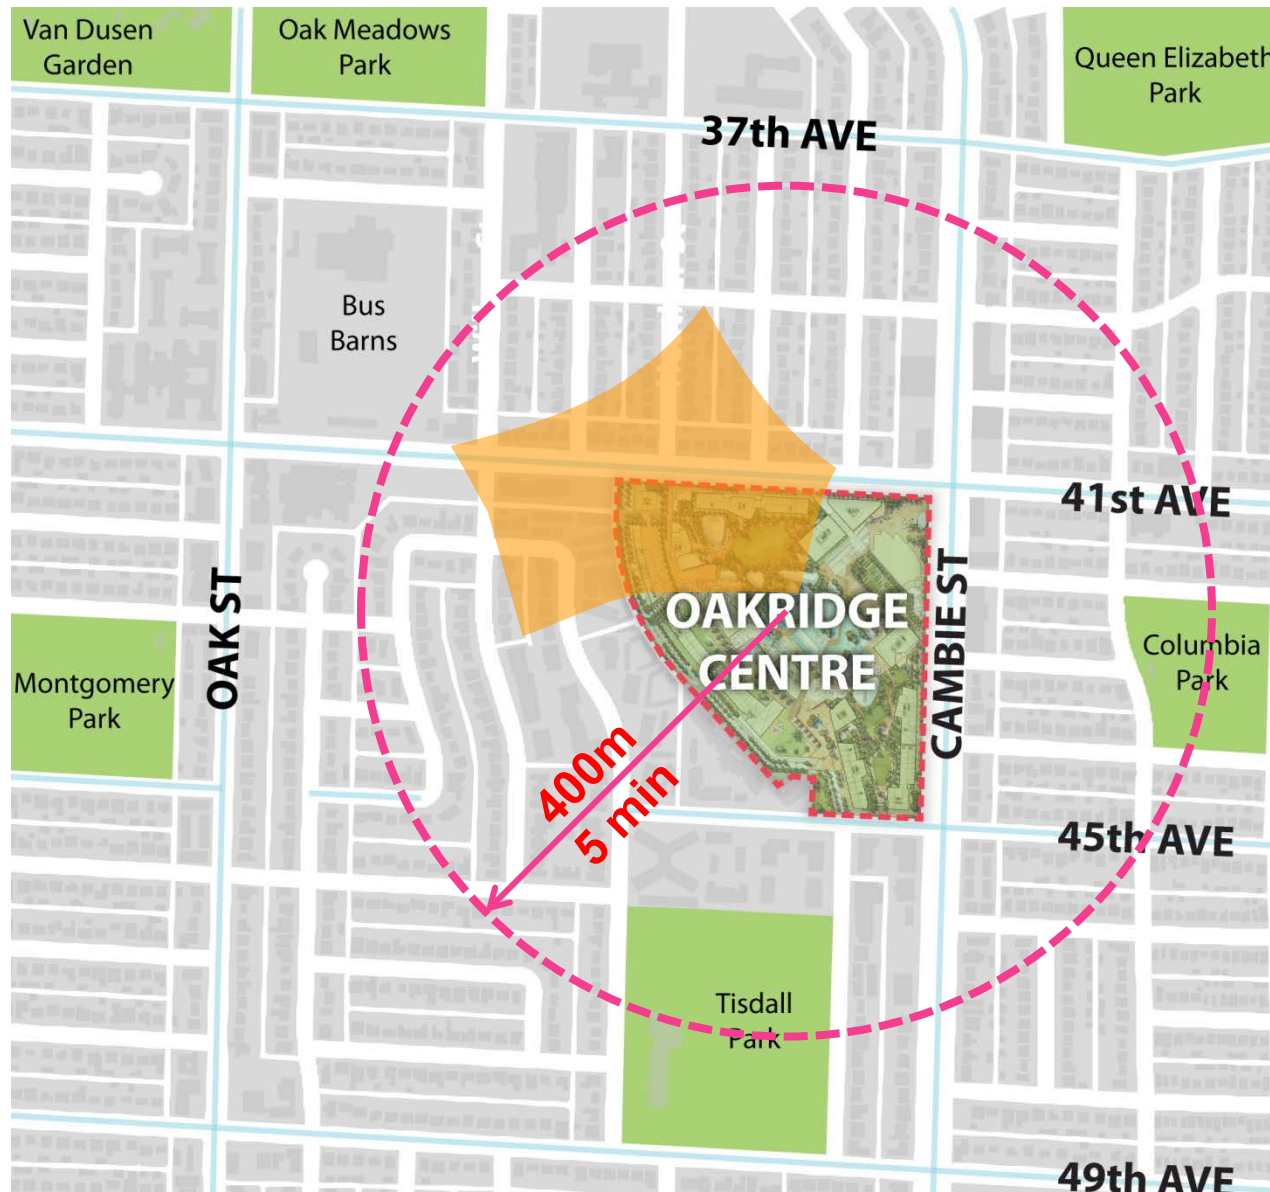 Van Dusen
Garden
Oak Meadows
Park
Queen Elizabeth
Park
37th AVE
Bus
Barns
41st AVE
OAK ST
OAKRIDGE
CENTRE
CAMBIE ST
Columbia
Park
Montgomery
Park
400m
5 min
45th AVE
Tisdall
Park
49th AVE